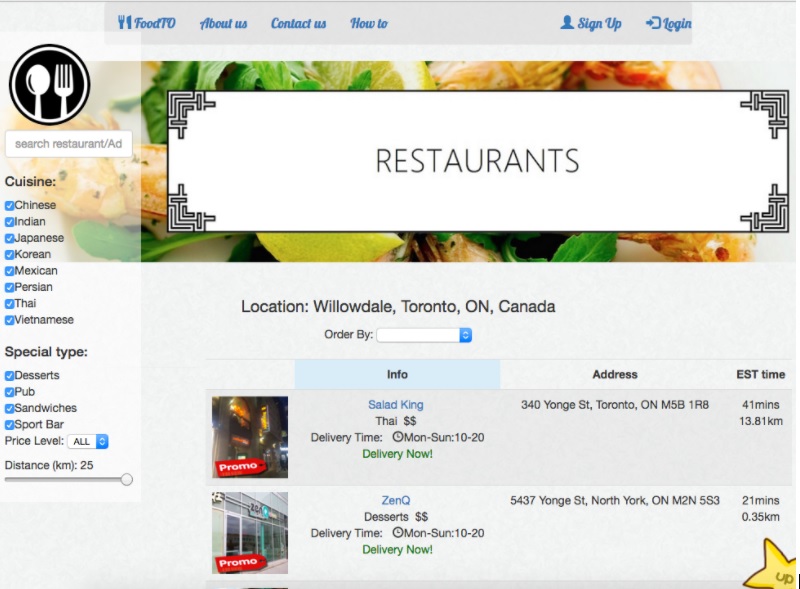 FoodTO About us Contact us How to Sign Up Login
search restaurant/Ad
Cuisine:
Chinese
Indian
Japanese
Korean
Mexican
Persian
Thai
Vietnamese
Special type:
Desserts
Pub
Sandwiches
Sport Bar
Price Level: ALL
Distance (km): 25
RESTAURANTS
Location: Willowdale, Toronto, ON, Canada
Order By:
Info Address EST time
Promo
Salad King
Thai $$
Delivery Time: Mon-Sun:10-20
Delivery Now!
340 Yonge St, Toronto, ON M5B 1R8
41mins
13.81km
Promo
ZenQ
Desserts $$
Delivery Time: Mon-Sun:10-20
Delivery Now!
5437 Yonge St, North York, ON M2N 5S3
21mins
0.35km
up